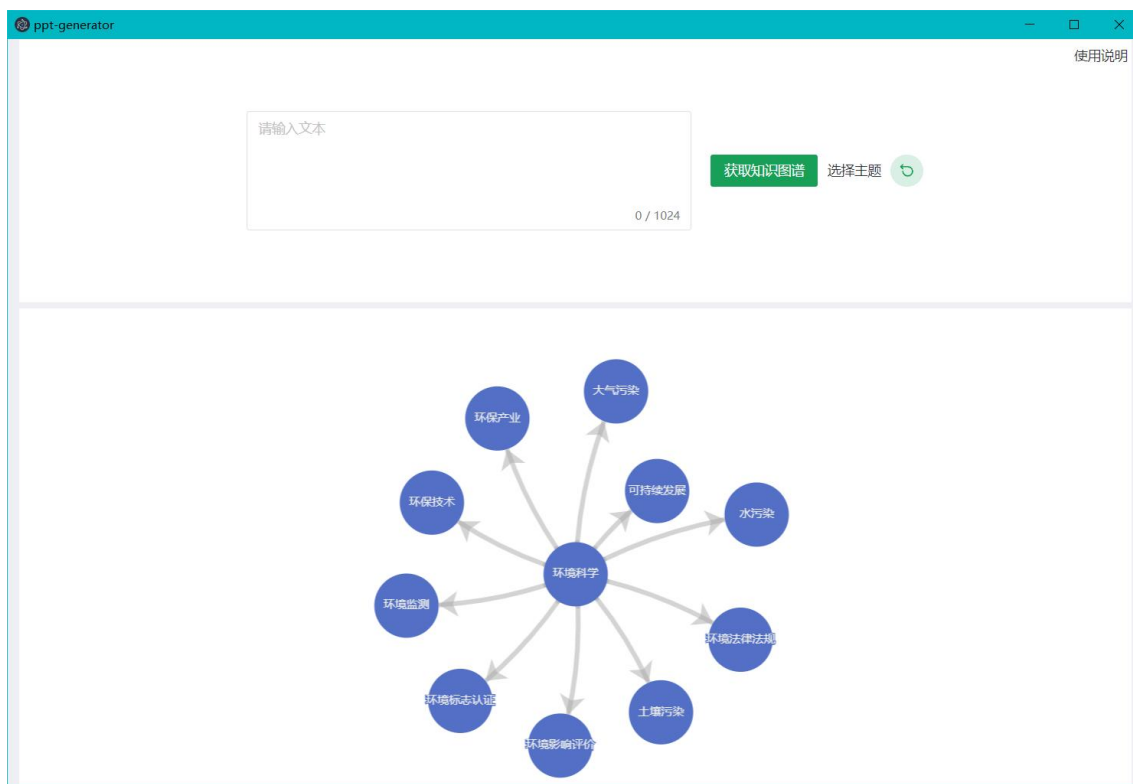 ppt-generator
使用说明
请输入文本
0 / 1024
获取知识图谱
选择主题
大气污染
环保产业
可持续发展
环保技术
水污染
环境科学
环境监测
环境法律法规
环境标志认证
土壤污染
环境影响评价